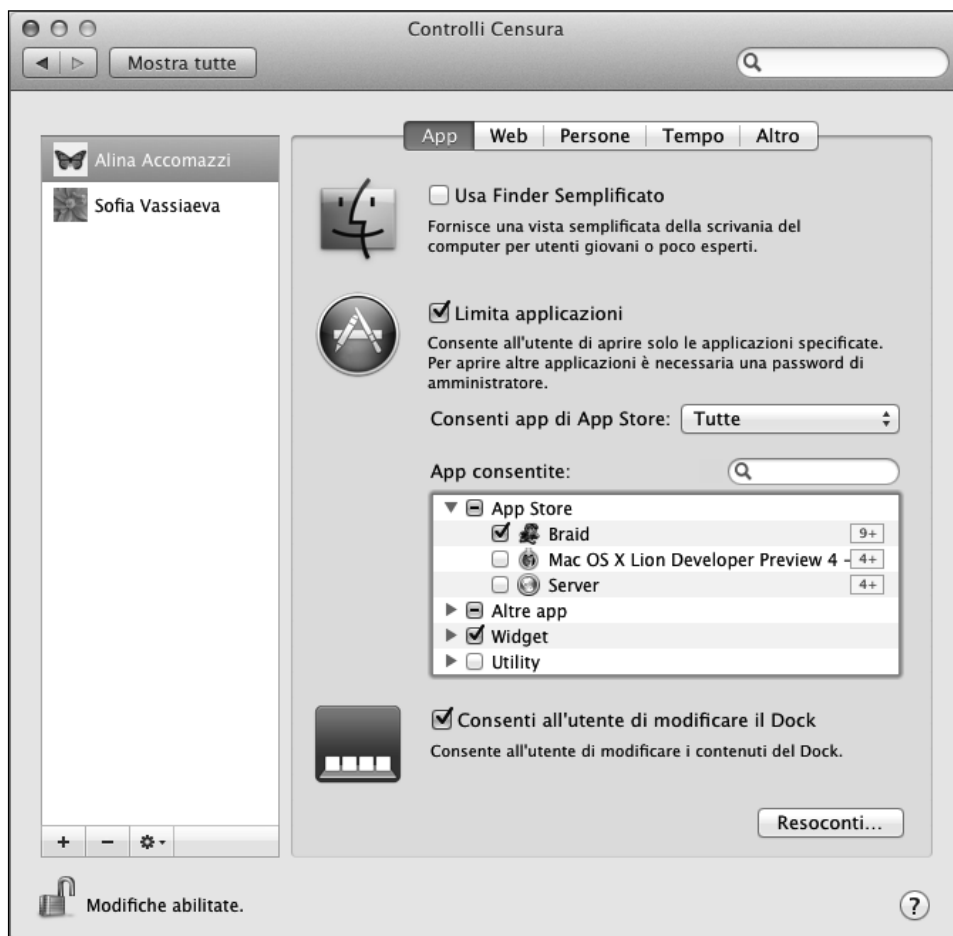 Controlli Censura
Mostra tutte
App Web Persone Tempo Altro
Alina Accomazzi
Sofia Vassiaeva
Usa Finder Semplificato
Fornisce una vista semplificata della scrivania del
computer per utenti giovani o poco esperti.
Limita applicazioni
Consente all'utente di aprire solo le applicazioni specificate.
Per aprire altre applicazioni è necessaria una password di
amministratore.
Consenti app di App Store: Tutte
App consentite:
App Store
Braid 9+
Mac OS X Lion Developer Preview 4 - 4+
Server 4+
Altre app
Widget
Utility
Consenti all'utente di modificare il Dock
Consente all'utente di modificare i contenuti del Dock.
Resoconti...
Modifiche abilitate.
?